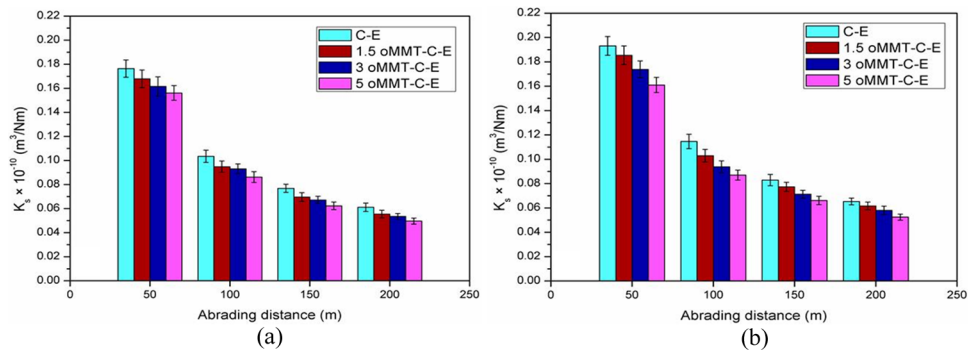 0.22
0.20
0.18
0.16
0.14
0.12
0.10
0.08
0.06
0.04
0.02
0.00
Ks × 10⁻¹⁰ (m³/Nm)
C-E
1.5 oMMT-C-E
3 oMMT-C-E
5 oMMT-C-E
0 50 100 150 200 250
Abrading distance (m)
(a)
0.22
0.20
0.18
0.16
0.14
0.12
0.10
0.08
0.06
0.04
0.02
0.00
Ks × 10⁻¹⁰ (m³/Nm)
C-E
1.5 oMMT-C-E
3 oMMT-C-E
5 oMMT-C-E
0 50 100 150 200 250
Abrading distance (m)
(b)